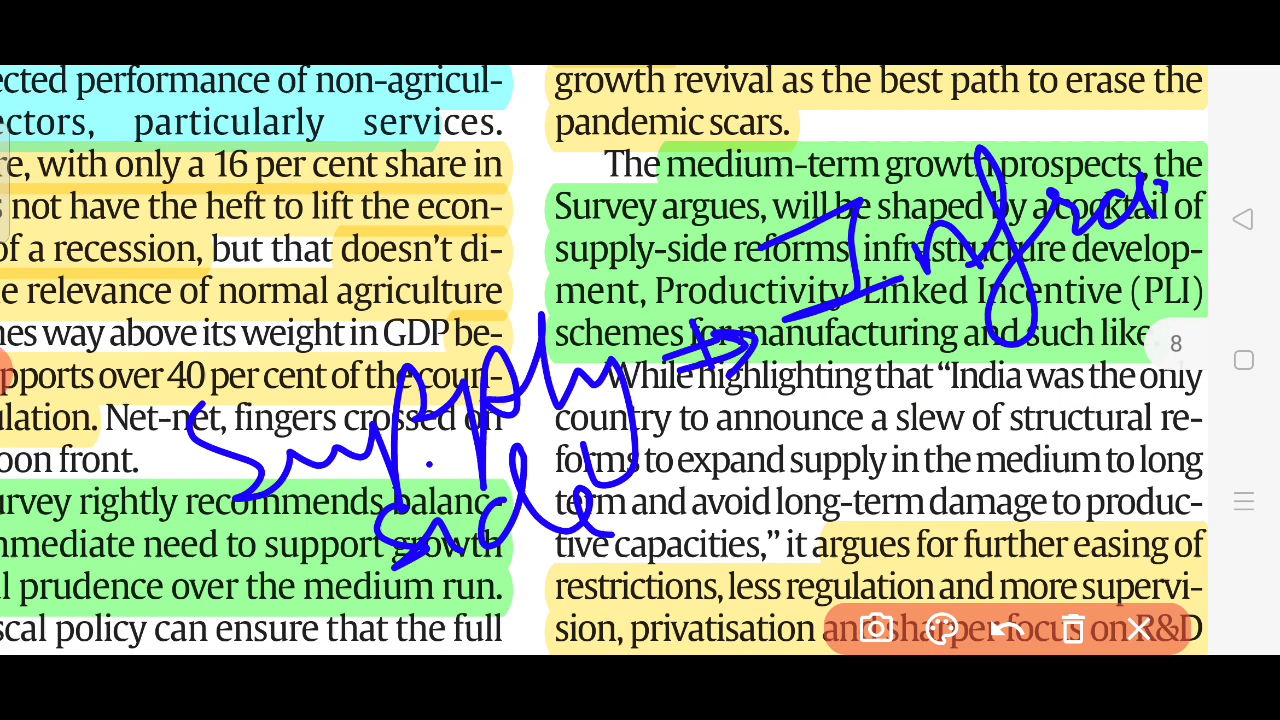 ected performance of non-agricul-
ectors, particularly services.
re, with only a 16 per cent share in
not have the heft to lift the econ-
of a recession, but that doesn't di-
e relevance of normal agriculture
nes way above its weight in GDP be-
pports over 40 per cent of the coun-
ulation. Net-net, fingers crossed on
oon front.
urvey rightly recommends balanc-
nmediate need to support growth
l prudence over the medium run.
scal policy can ensure that the full
growth revival as the best path to erase the
pandemic scars.
The medium-term growth prospects, the
Survey argues, will be shaped by a cocktail of
supply-side reforms, infrastructure develop-
ment, Productivity Linked Incentive (PLI)
schemes for manufacturing and such like.
While highlighting that “India was the only
country to announce a slew of structural re-
forms to expand supply in the medium to long
term and avoid long-term damage to produc-
tive capacities,” it argues for further easing of
restrictions, less regulation and more supervi-
sion, privatisation and sharper focus on R&D
Supply
side
→ Infra
8